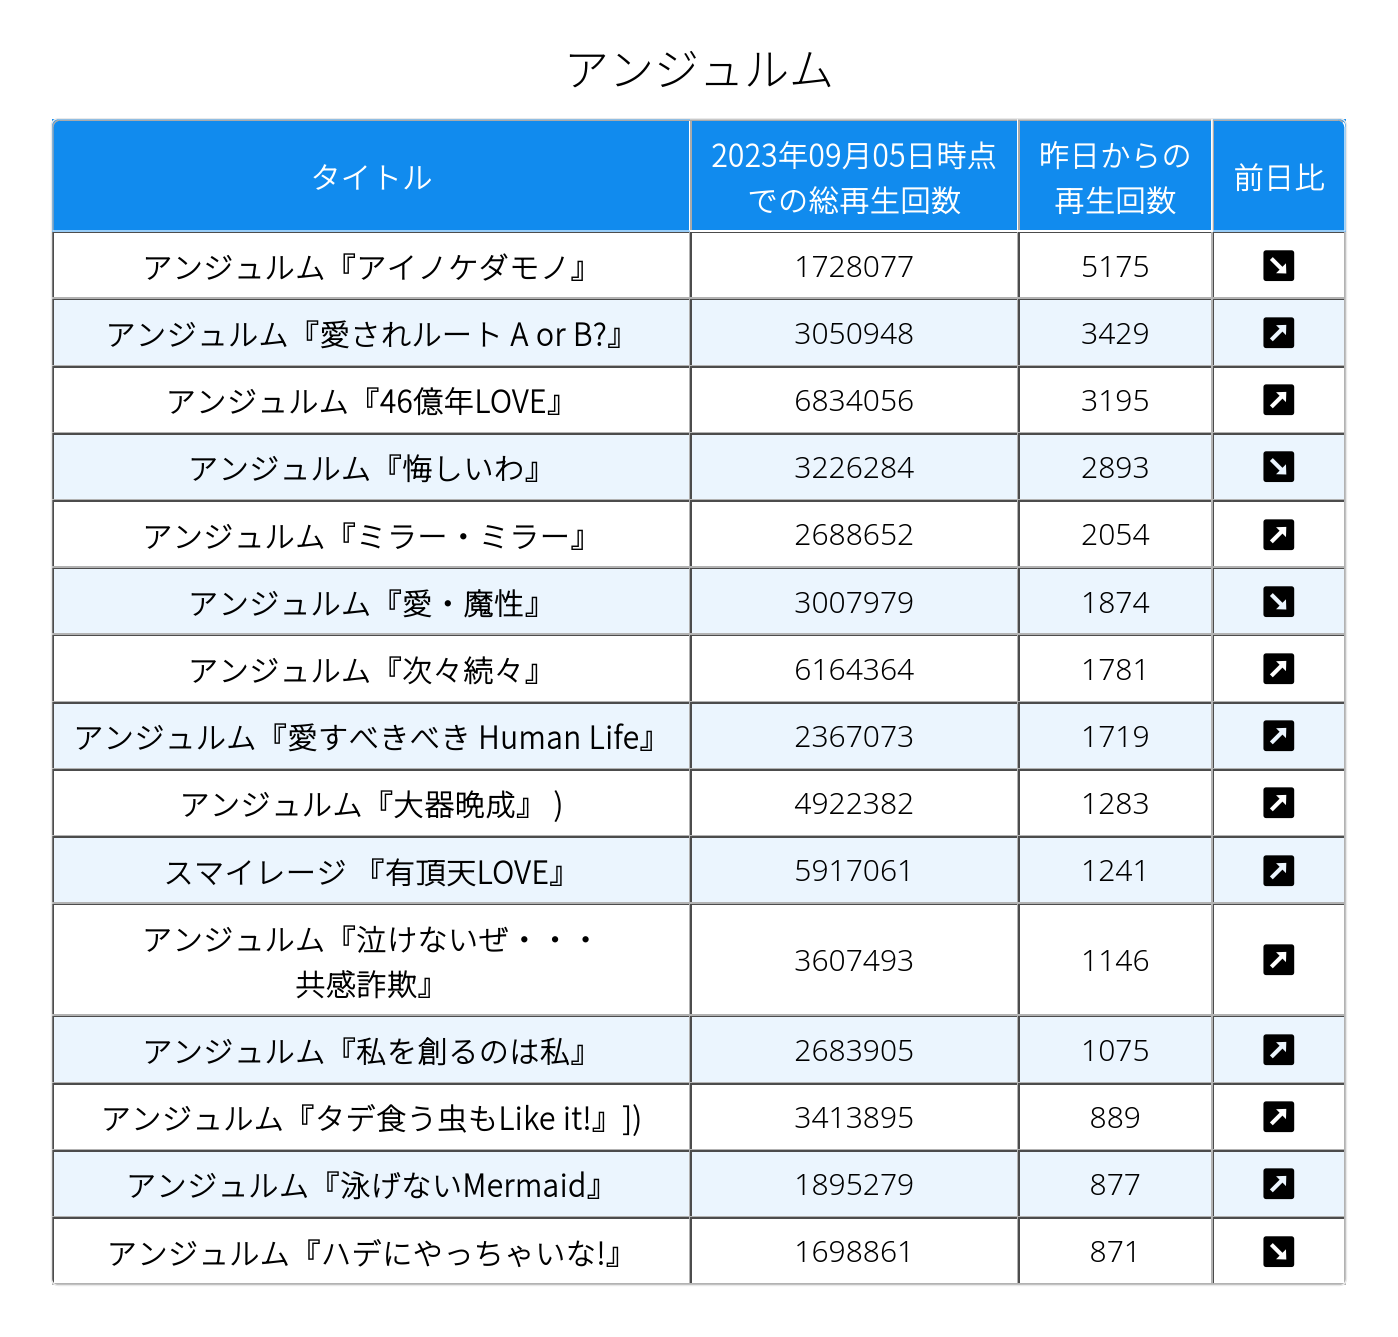 アンジュルム
タイトル
2023年09月05日時点
での総再生回数
昨日からの
再生回数
前日比
アンジュルム『アイノケダモノ』 1728077 5175
アンジュルム『愛されルート A or B?』 3050948 3429
アンジュルム『46億年LOVE』 6834056 3195
アンジュルム『悔しいわ』 3226284 2893
アンジュルム『ミラー・ミラー』 2688652 2054
アンジュルム『愛・魔性』 3007979 1874
アンジュルム『次々続々』 6164364 1781
アンジュルム『愛すべきべき Human Life』 2367073 1719
アンジュルム『大器晩成』 ) 4922382 1283
スマイレージ 『有頂天LOVE』 5917061 1241
アンジュルム『泣けないぜ・・・
共感詐欺』 3607493 1146
アンジュルム『私を創るのは私』 2683905 1075
アンジュルム『タデ食う虫もLike it!』]) 3413895 889
アンジュルム『泳げないMermaid』 1895279 877
アンジュルム『ハデにやっちゃいな!』 1698861 871